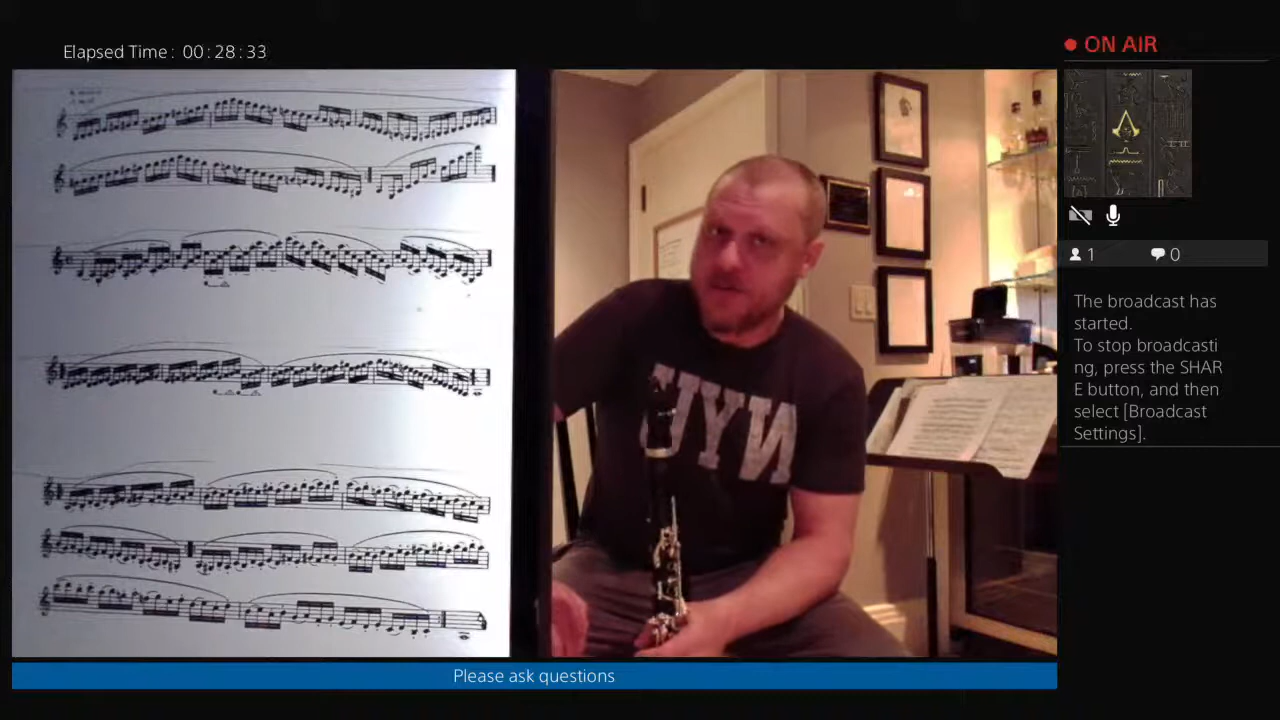 Elapsed Time: 00:28:33
ON AIR
1
0
The broadcast has
started.
To stop broadcasti
ng, press the SHAR
E button, and then
select [Broadcast
Settings].
NYU
Please ask questions